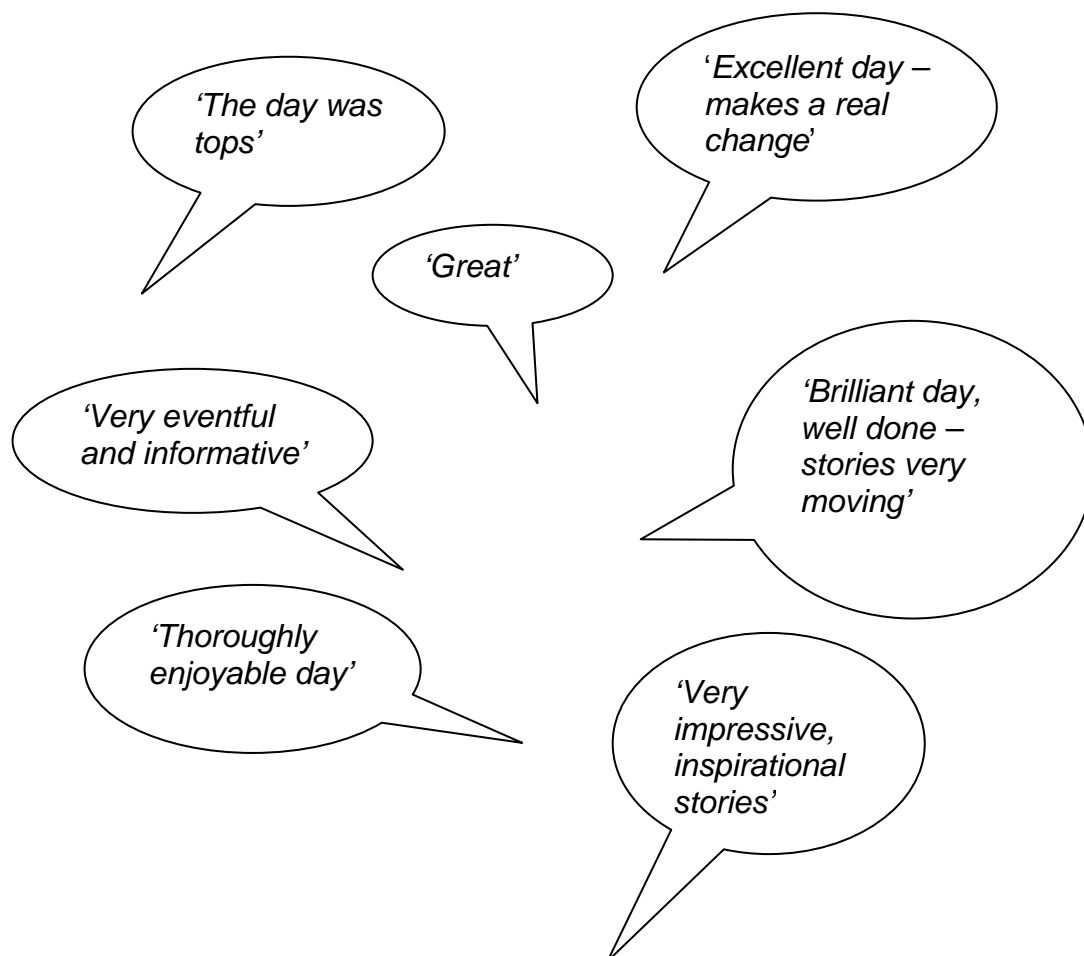 ‘The day was
tops’
‘Excellent day –
makes a real
change’
‘Great’
‘Very eventful
and informative’
‘Brilliant day,
well done –
stories very
moving’
‘Thoroughly
enjoyable day’
‘Very
impressive,
inspirational
stories’